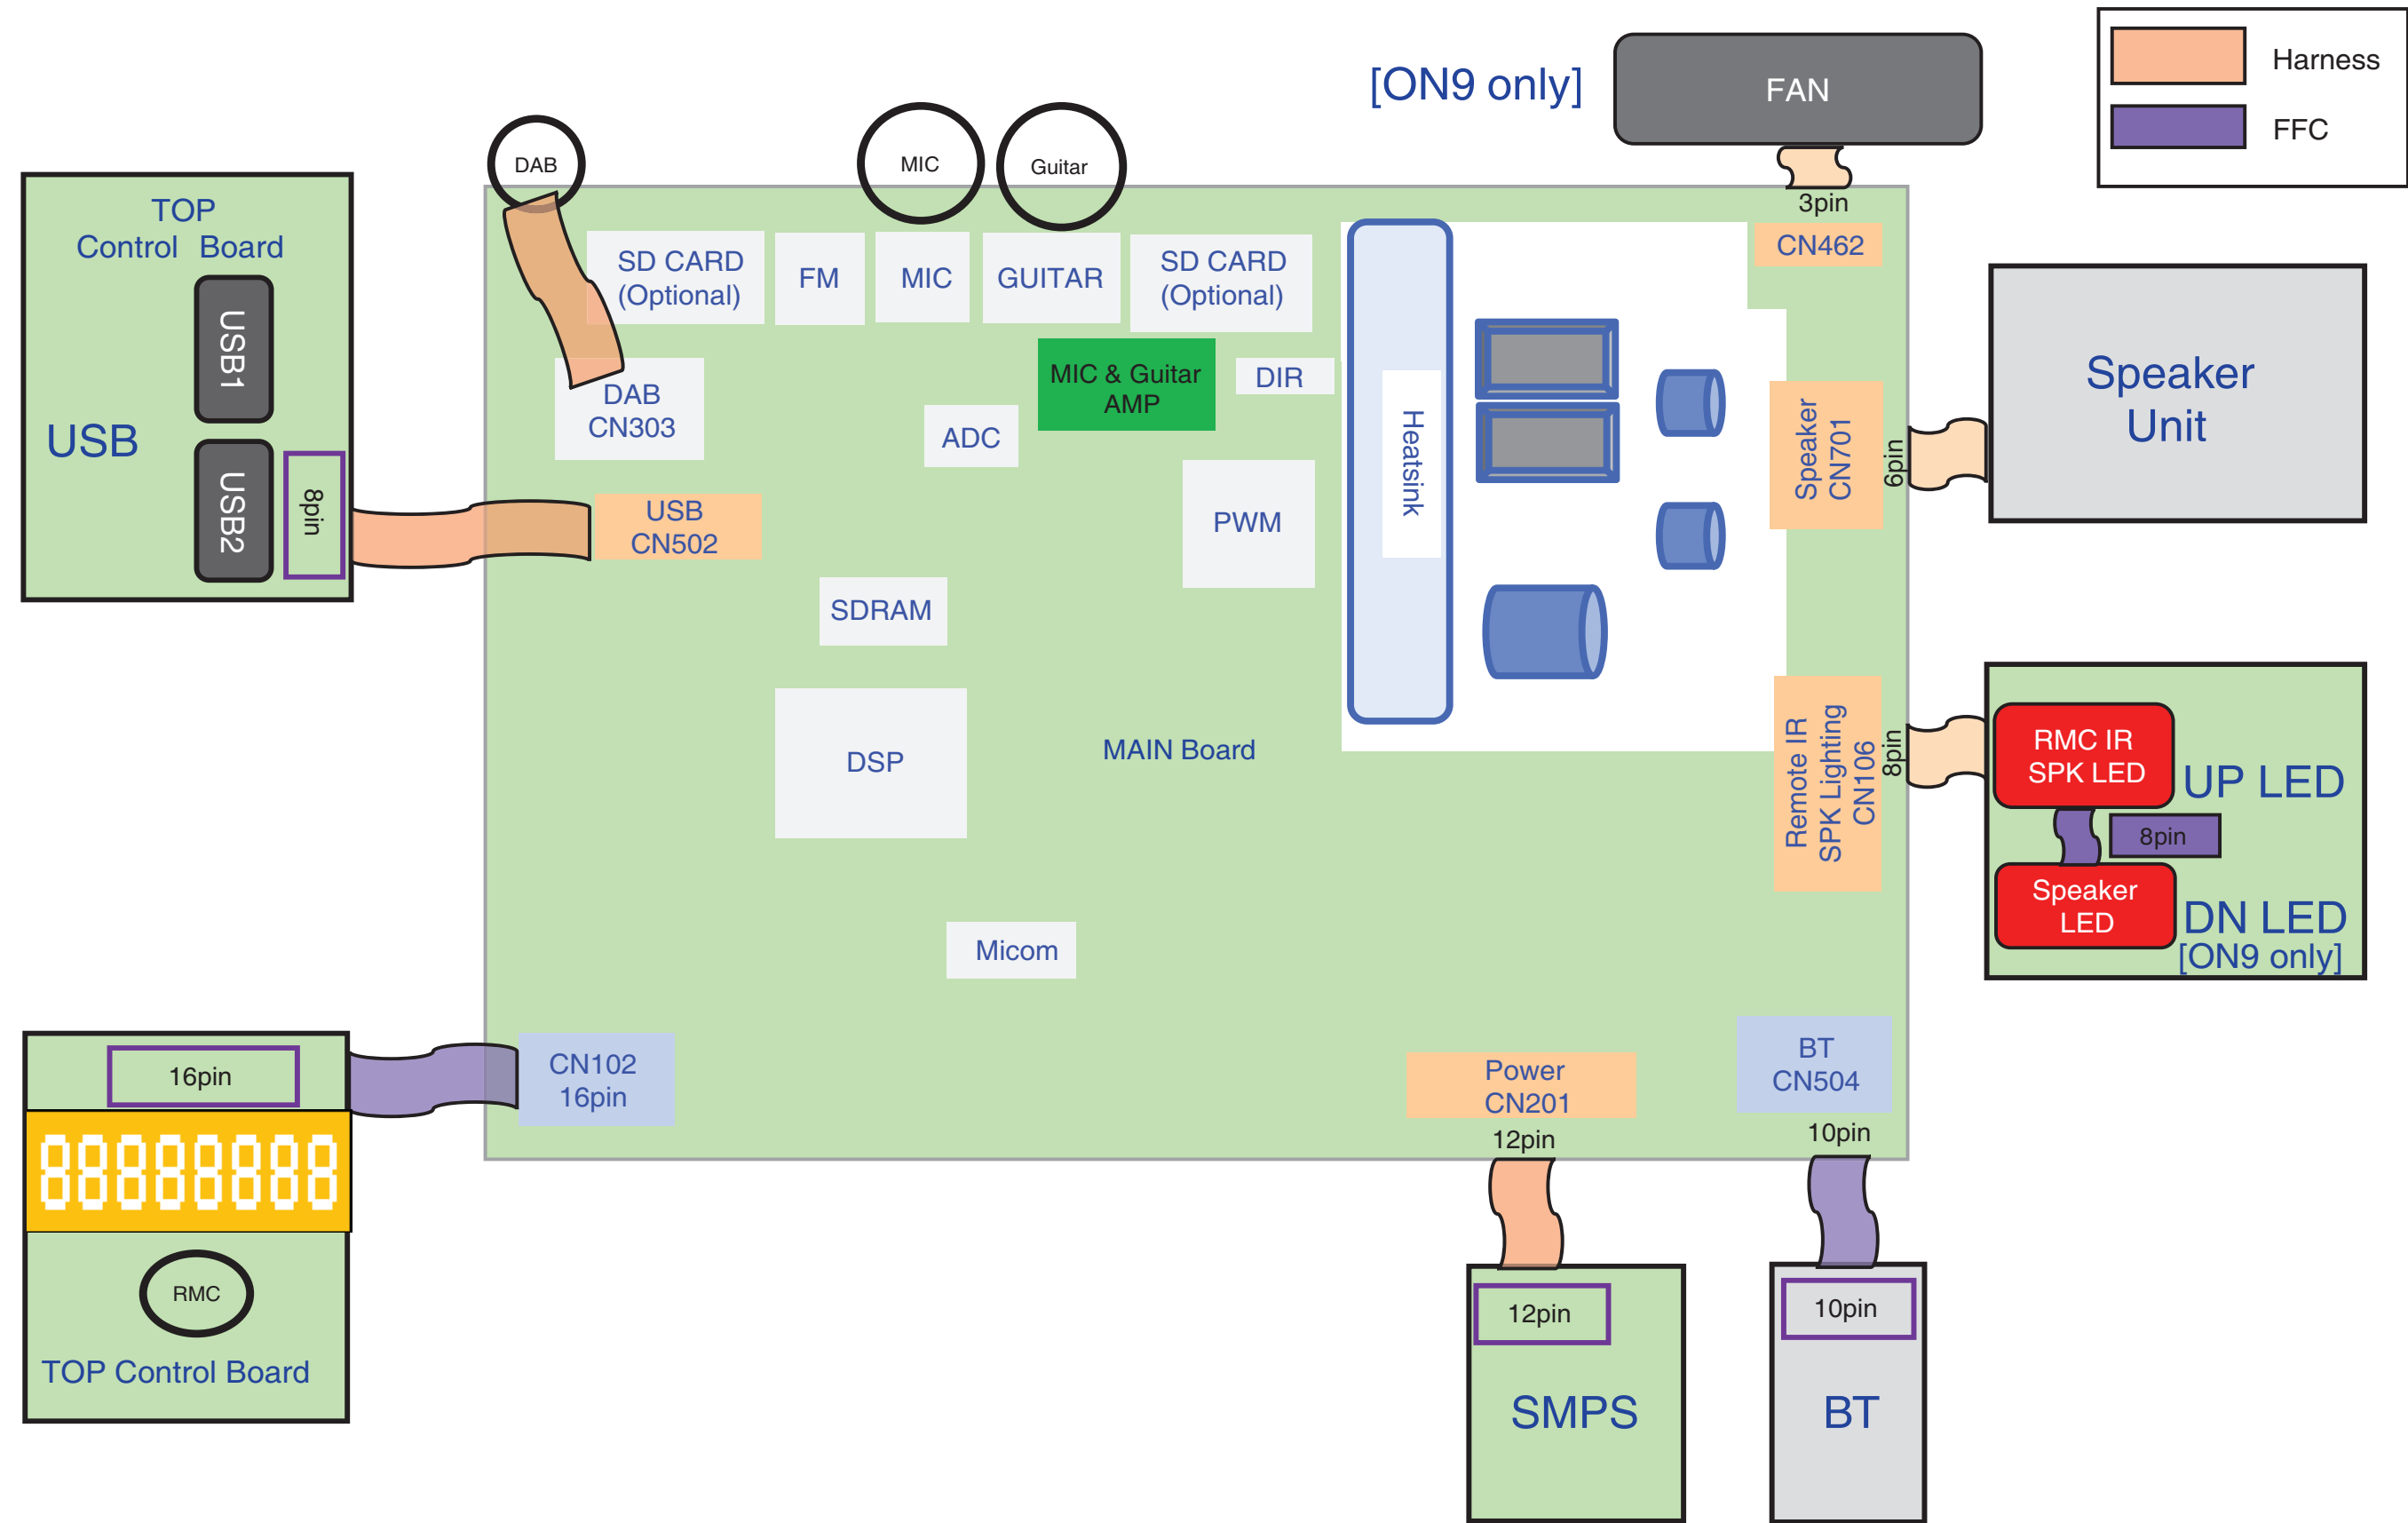 [ON9 only]
FAN
Harness
FFC
3pin
CN462
DAB
MIC
Guitar
TOP
Control Board
USB
USB1
USB2
8pin
SD CARD
(Optional)
FM
MIC
GUITAR
SD CARD
(Optional)
DAB
CN303
MIC & Guitar
AMP
DIR
ADC
USB
CN502
PWM
Heatsink
Speaker
CN701
6pin
Speaker
Unit
SDRAM
DSP
MAIN Board
Remote IR
SPK Lighting
CN106
8pin
RMC IR
SPK LED
UP LED
8pin
Speaker
LED
DN LED
[ON9 only]
Micom
16pin
CN102
16pin
88888888
RMC
TOP Control Board
Power
CN201
12pin
BT
CN504
10pin
12pin
SMPS
10pin
BT